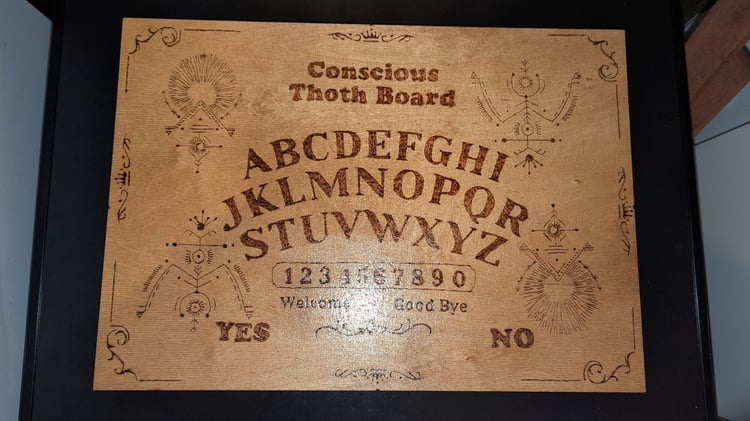 Conscious
Thoth Board
ABCDEFGHI
JKLMNOPQR
STUVWXYZ
1234567890
Welcome Good Bye
YES NO